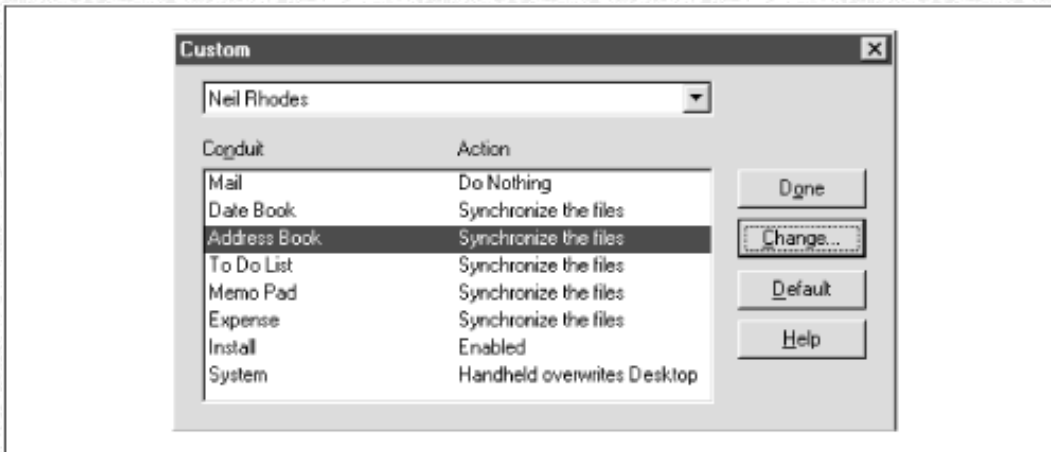 Custom
Neil Rhodes
Conduit Action
Mail Do Nothing
Date Book Synchronize the files
Address Book Synchronize the files
To Do List Synchronize the files
Memo Pad Synchronize the files
Expense Synchronize the files
Install Enabled
System Handheld overwrites Desktop
Done
Change...
Default
Help